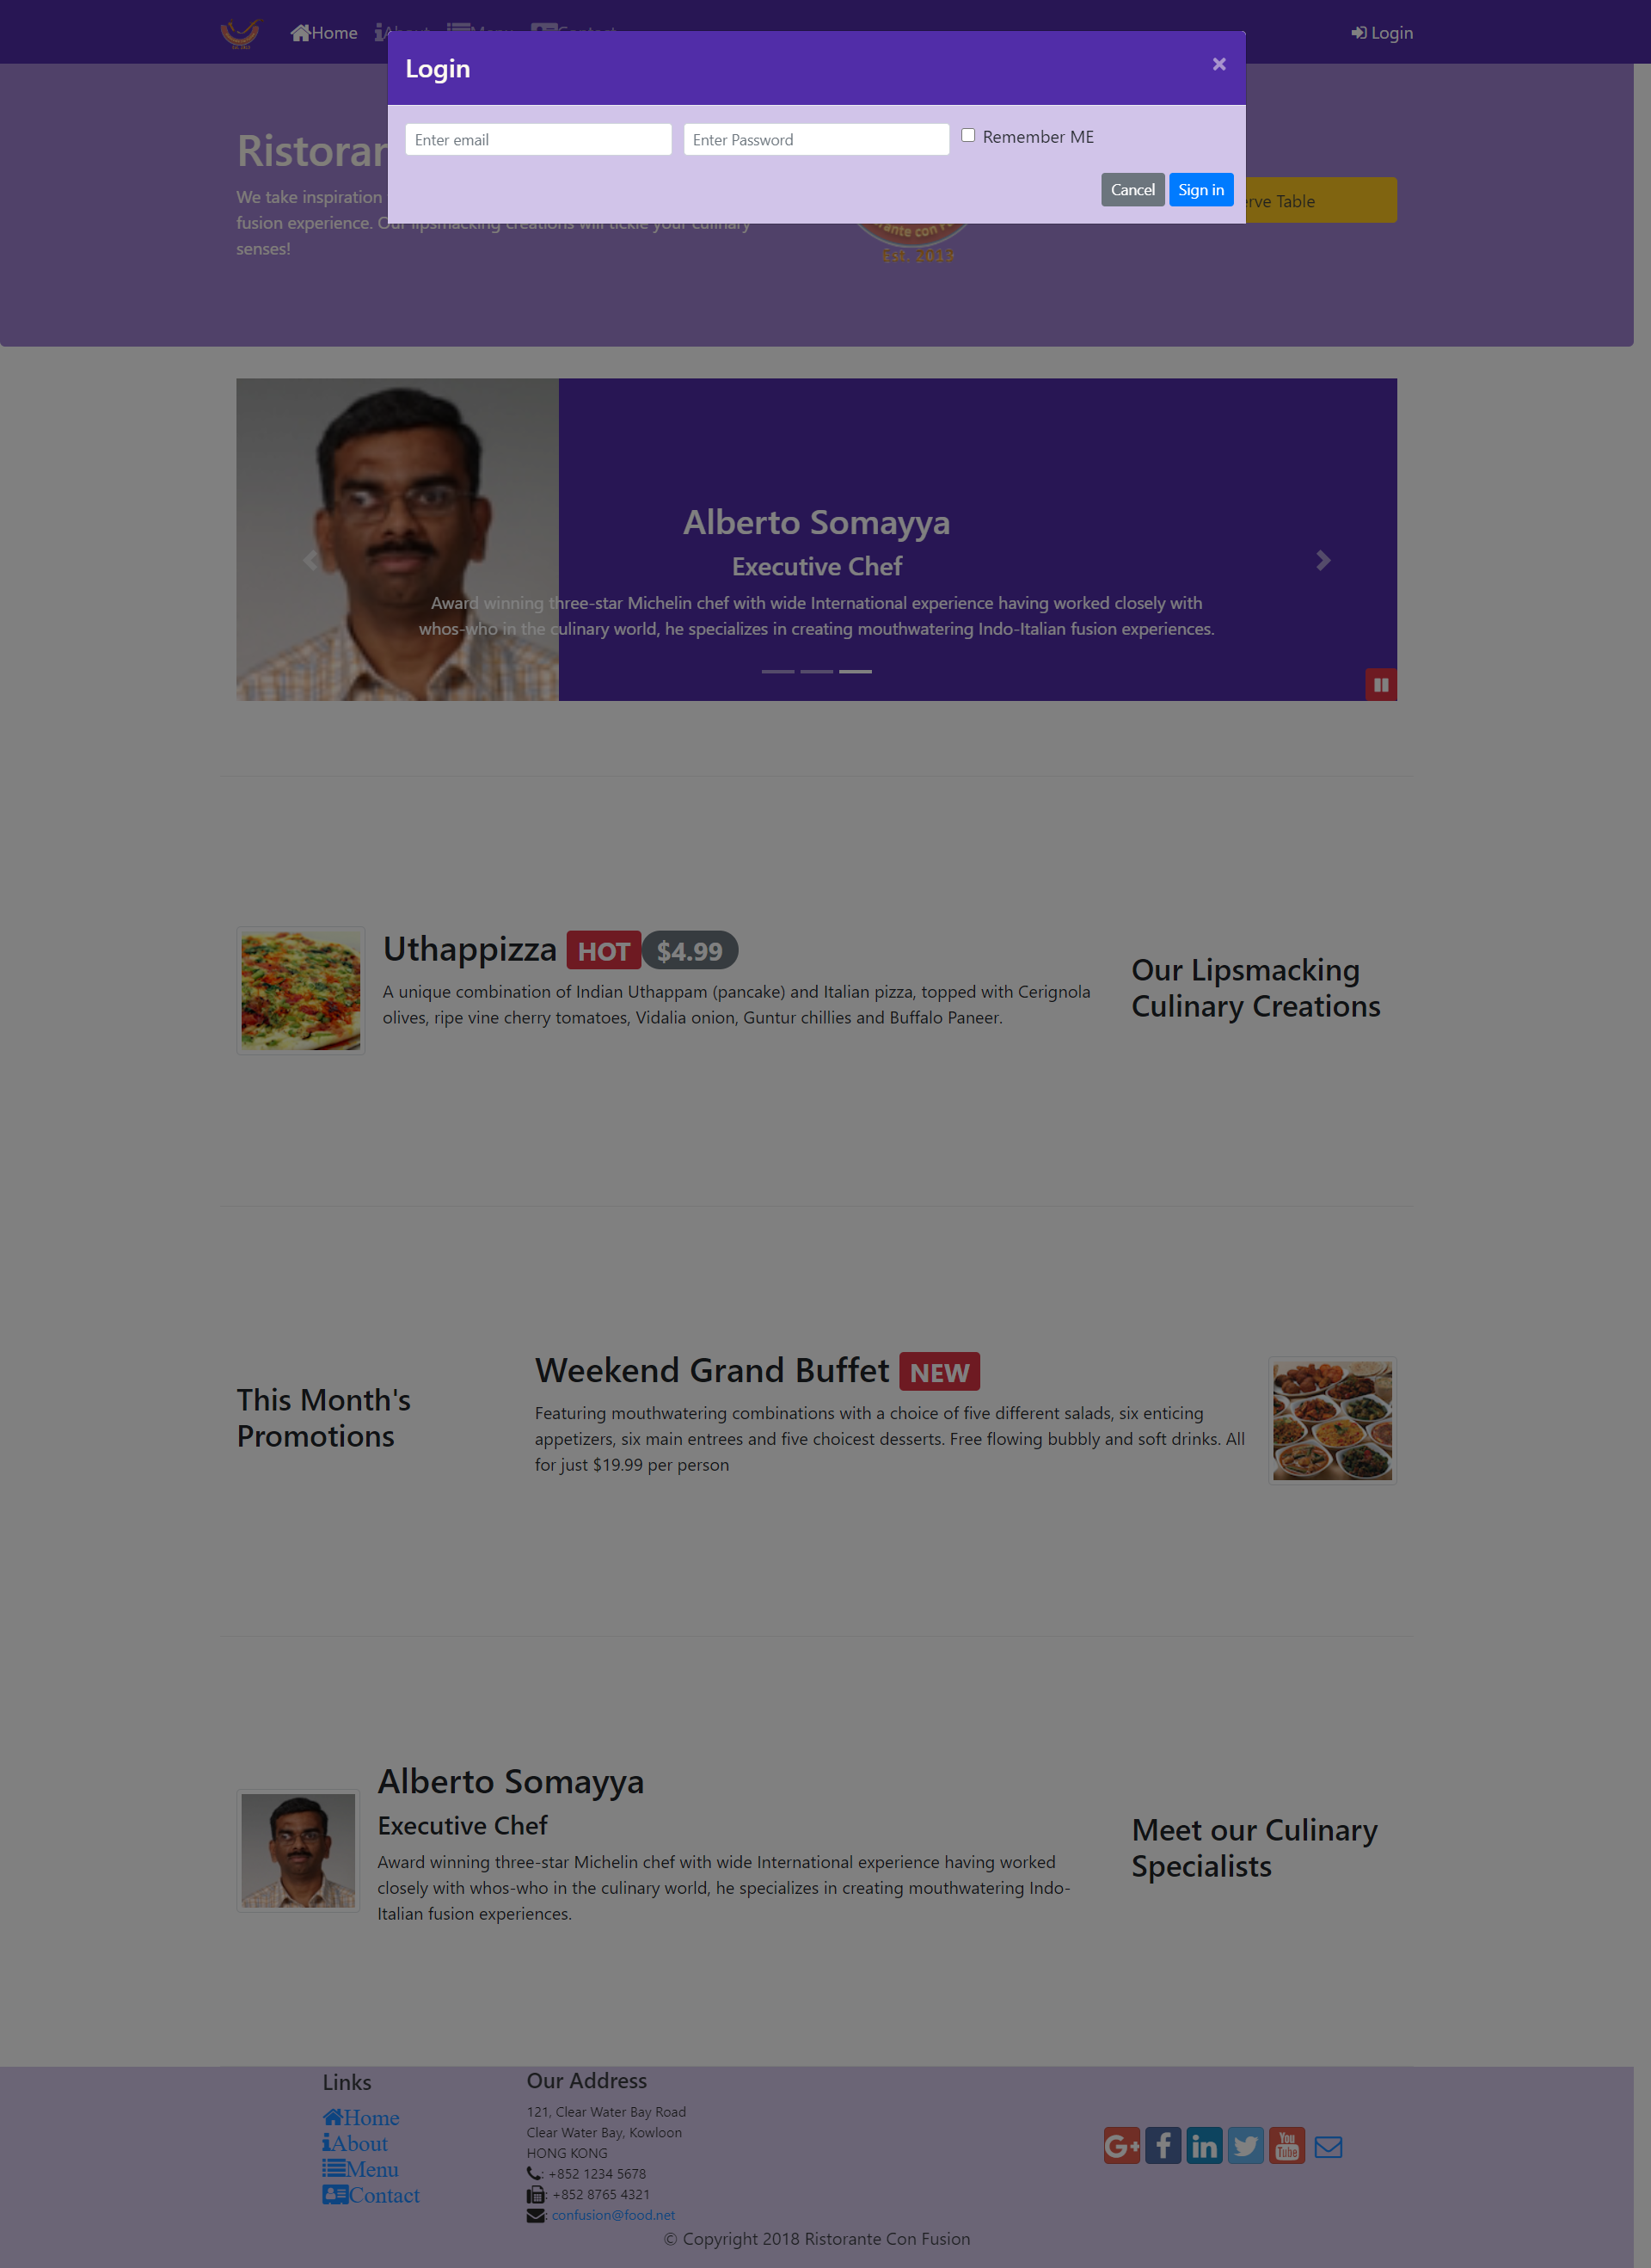 Home
Login
Login
×
Enter email
Enter Password
Remember ME
Cancel
Sign in
We take inspiration
fusion experience. Our lipsmacking creations will tickle your culinary
senses!
Table
Est. 2018
Alberto Somayya
Executive Chef
Award winning three-star Michelin chef with wide International experience having worked closely with
whos-who in the culinary world, he specializes in creating mouthwatering Indo-Italian fusion experiences.
Uthappizza HOT $4.99
A unique combination of Indian Uthappam (pancake) and Italian pizza, topped with Cerignola
olives, ripe vine cherry tomatoes, Vidalia onion, Guntur chillies and Buffalo Paneer.
Our Lipsmacking
Culinary Creations
This Month's
Promotions
Weekend Grand Buffet NEW
Featuring mouthwatering combinations with a choice of five different salads, six enticing
appetizers, six main entrees and five choicest desserts. Free flowing bubbly and soft drinks. All
for just $19.99 per person
Alberto Somayya
Executive Chef
Award winning three-star Michelin chef with wide International experience having worked
closely with whos-who in the culinary world, he specializes in creating mouthwatering Indo-
Italian fusion experiences.
Meet our Culinary
Specialists
Links
Home
About
Menu
Contact
Our Address
121, Clear Water Bay Road
Clear Water Bay, Kowloon
HONG KONG
: +852 1234 5678
: +852 8765 4321
: confusion@food.net
G+
f
in
You
Tube
© Copyright 2018 Ristorante Con Fusion